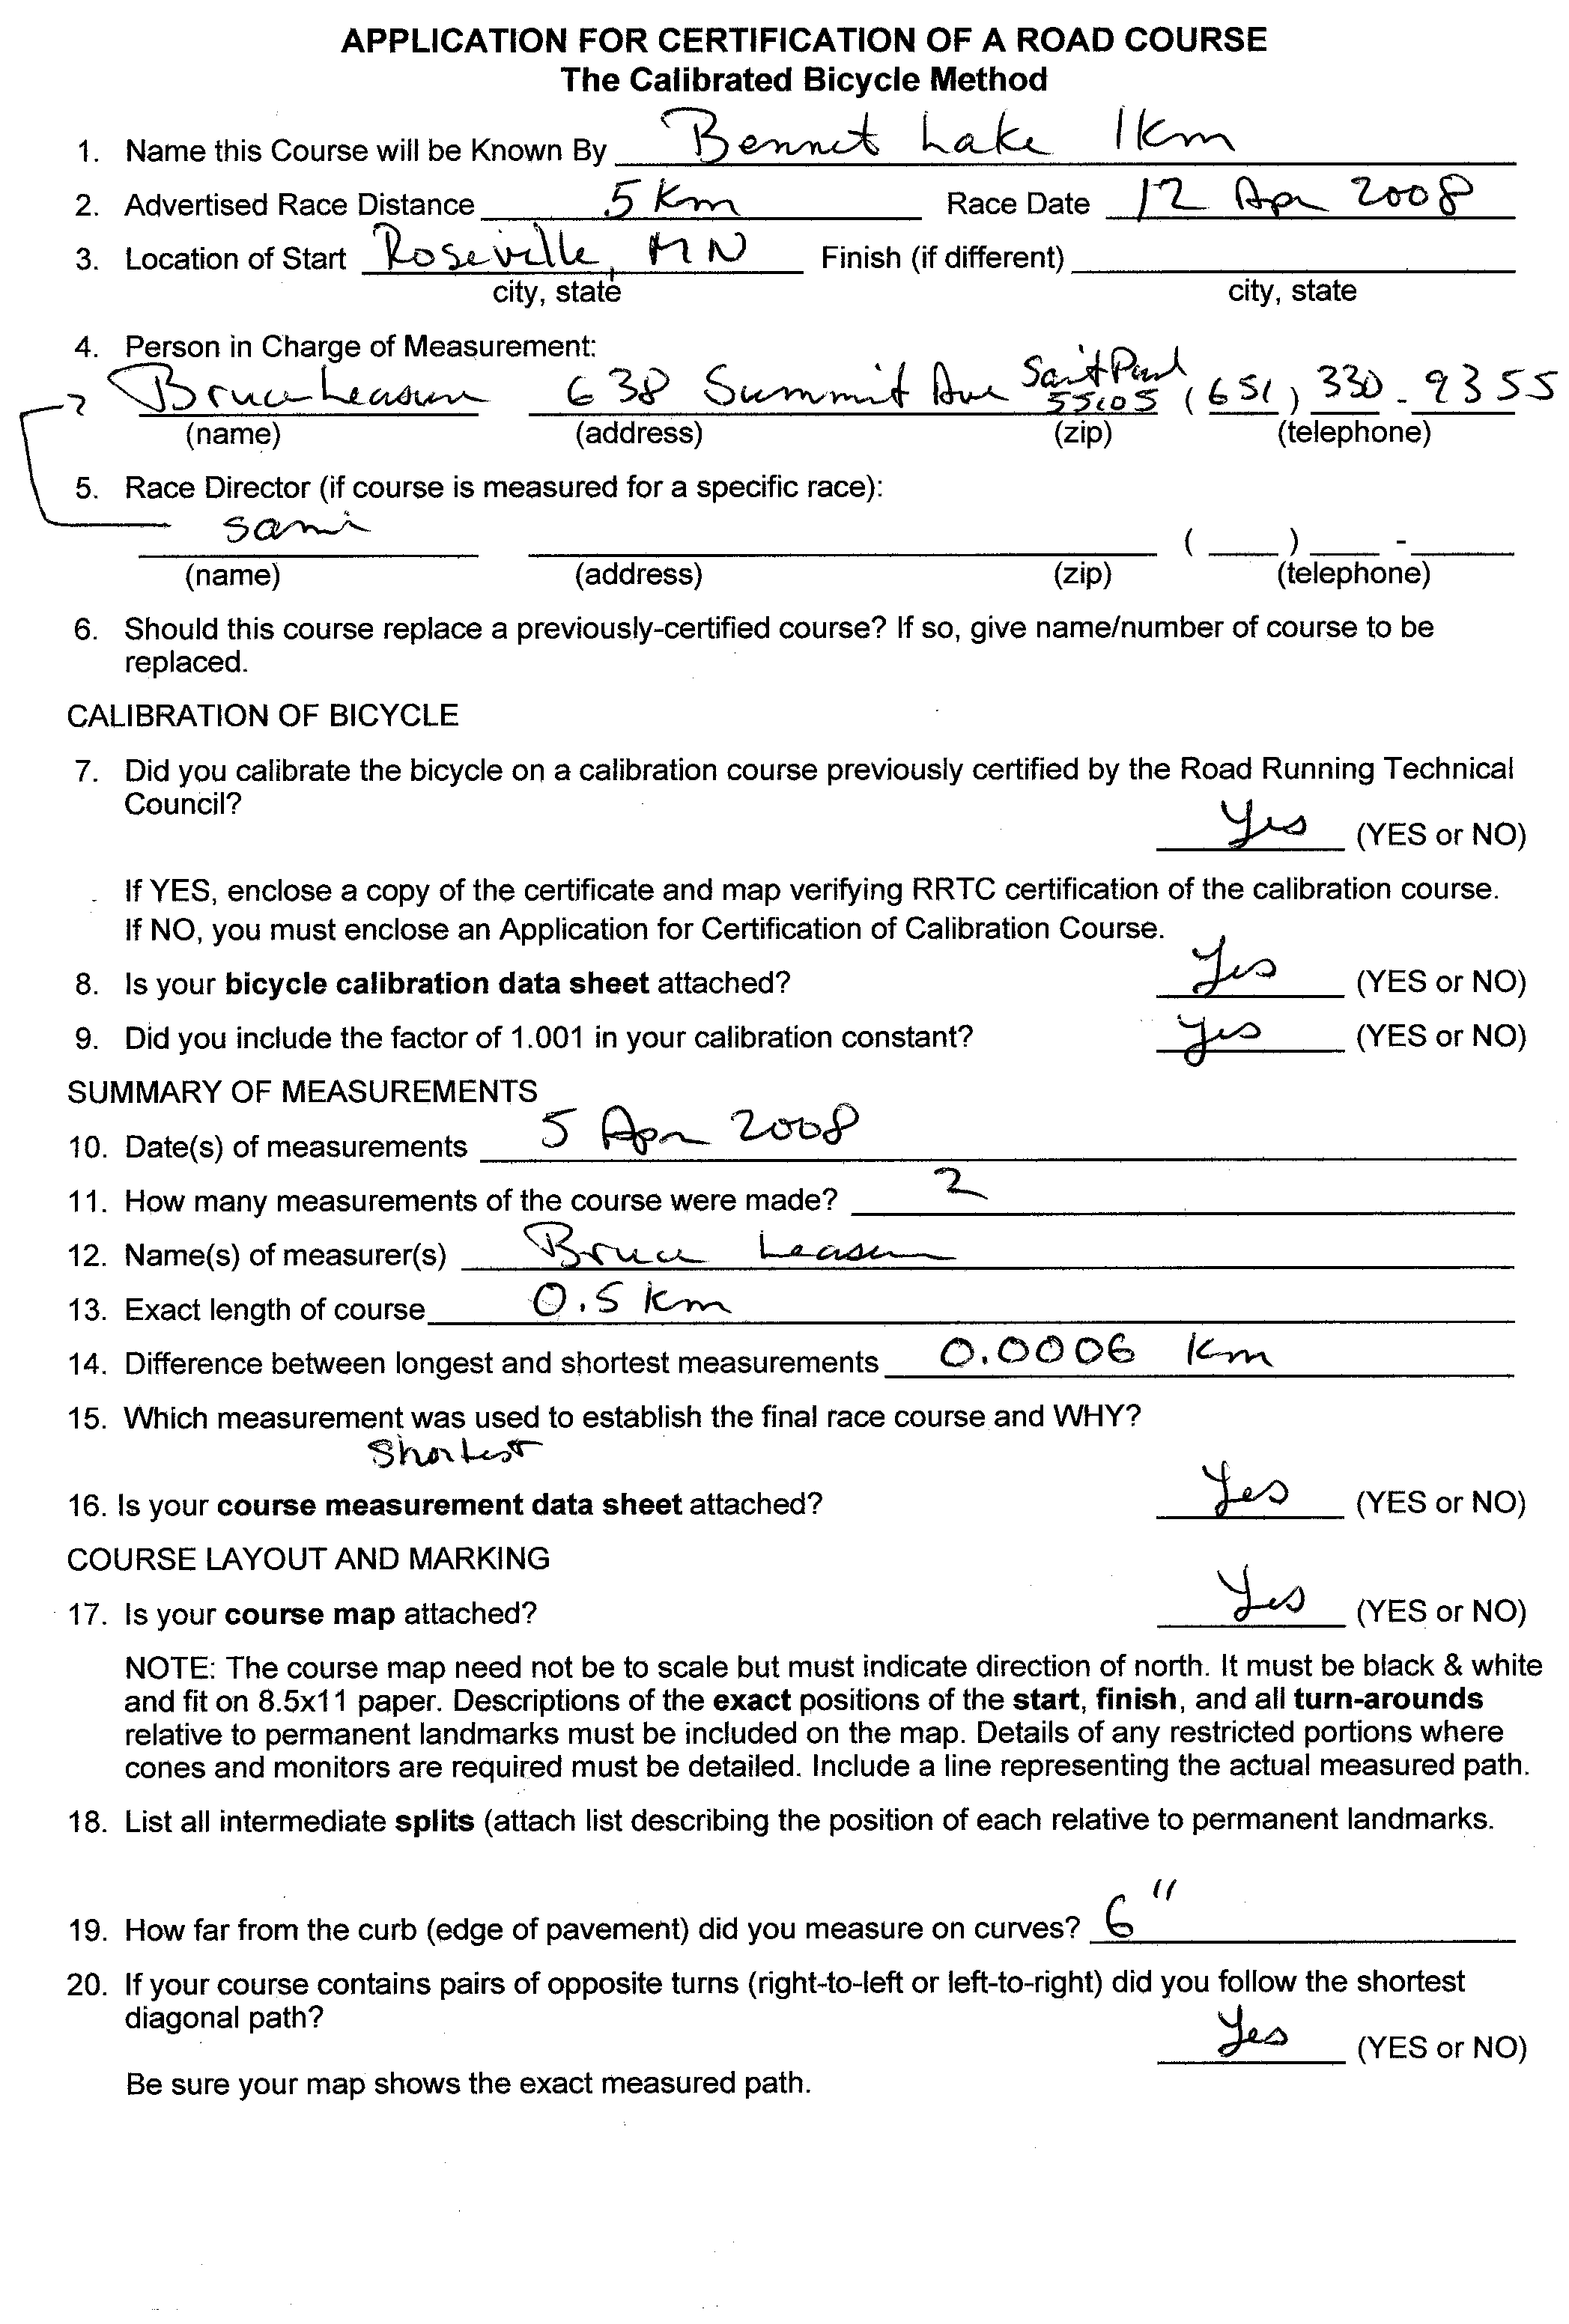 APPLICATION FOR CERTIFICATION OF A ROAD COURSE
The Calibrated Bicycle Method
1. Name this Course will be Known By Bennet Lake 1km
2. Advertised Race Distance 5 Km Race Date 12 Apr 2008
3. Location of Start Roseville, MN Finish (if different)
city, state city, state
4. Person in Charge of Measurement:
Bruce Leasure 638 Summit Ave Saint Paul 55105 (651) 330-9355
(name) (address) (zip) (telephone)
5. Race Director (if course is measured for a specific race):
same ( ) -
(name) (address) (zip) (telephone)
6. Should this course replace a previously-certified course? If so, give name/number of course to be
replaced.
CALIBRATION OF BICYCLE
7. Did you calibrate the bicycle on a calibration course previously certified by the Road Running Technical
Council?
Yes (YES or NO)
If YES, enclose a copy of the certificate and map verifying RRTC certification of the calibration course.
If NO, you must enclose an Application for Certification of Calibration Course.
8. Is your bicycle calibration data sheet attached? Yes (YES or NO)
9. Did you include the factor of 1.001 in your calibration constant? yes (YES or NO)
SUMMARY OF MEASUREMENTS
10. Date(s) of measurements 5 Apr 2008
11. How many measurements of the course were made? 2
12. Name(s) of measurer(s) Bruce Leasure
13. Exact length of course 0.5 km
14. Difference between longest and shortest measurements 0.0006 Km
15. Which measurement was used to establish the final race course and WHY?
Shortest
16. Is your course measurement data sheet attached? Yes (YES or NO)
COURSE LAYOUT AND MARKING
17. Is your course map attached? Yes (YES or NO)
NOTE: The course map need not be to scale but must indicate direction of north. It must be black & white
and fit on 8.5x11 paper. Descriptions of the exact positions of the start, finish, and all turn-arounds
relative to permanent landmarks must be included on the map. Details of any restricted portions where
cones and monitors are required must be detailed. Include a line representing the actual measured path.
18. List all intermediate splits (attach list describing the position of each relative to permanent landmarks.
19. How far from the curb (edge of pavement) did you measure on curves? 6"
20. If your course contains pairs of opposite turns (right-to-left or left-to-right) did you follow the shortest
diagonal path?
Yes (YES or NO)
Be sure your map shows the exact measured path.